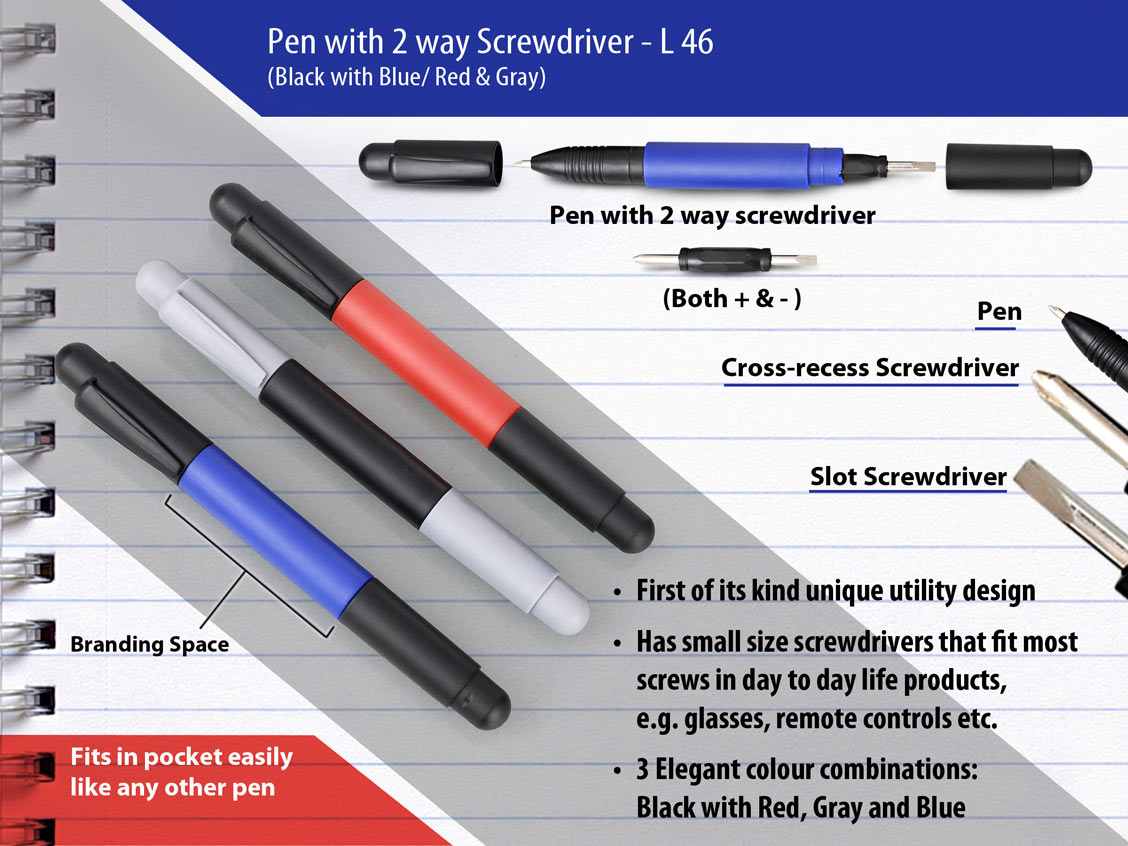 Pen with 2 way Screwdriver - L 46
(Black with Blue/ Red & Gray)
Pen with 2 way screwdriver
(Both + & - )
Pen
Cross-recess Screwdriver
Slot Screwdriver
Branding Space
• First of its kind unique utility design
• Has small size screwdrivers that fit most
screws in day to day life products,
e.g. glasses, remote controls etc.
• 3 Elegant colour combinations:
Black with Red, Gray and Blue
Fits in pocket easily
like any other pen